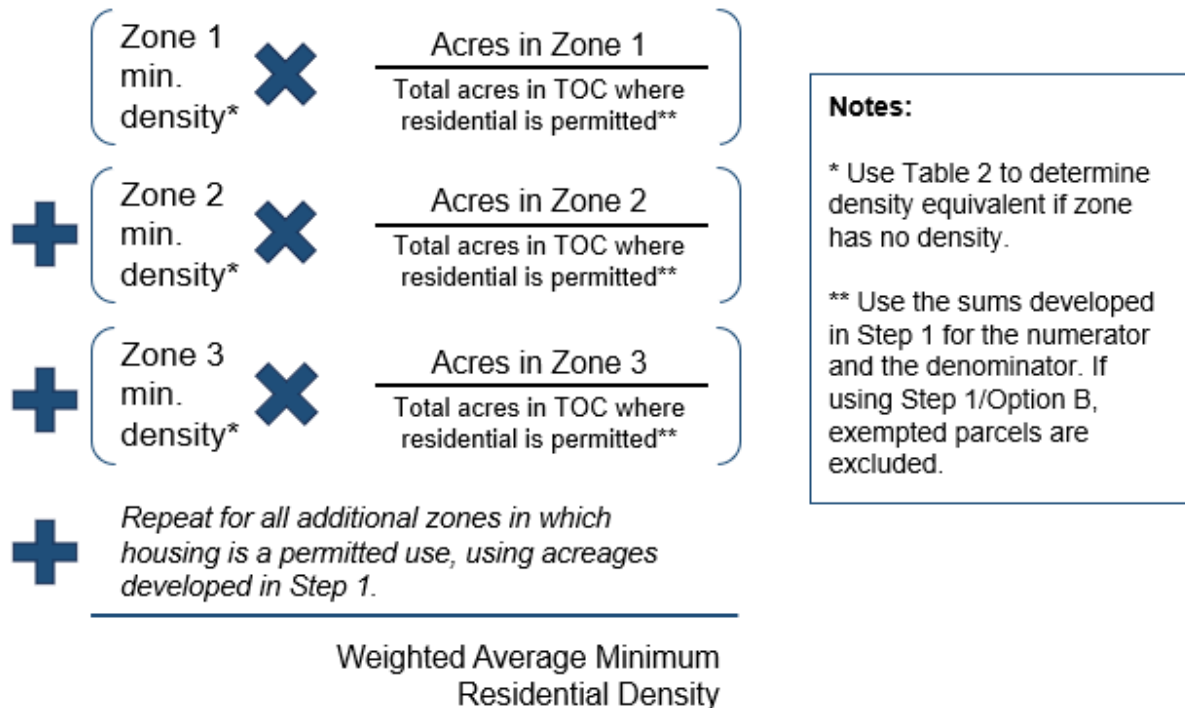 Zone 1
min.
density*
Acres in Zone 1
Total acres in TOC where
residential is permitted**
Zone 2
min.
density*
Acres in Zone 2
Total acres in TOC where
residential is permitted**
Zone 3
min.
density*
Acres in Zone 3
Total acres in TOC where
residential is permitted**
Repeat for all additional zones in which
housing is a permitted use, using acreages
developed in Step 1.
Weighted Average Minimum
Residential Density
Notes:
* Use Table 2 to determine
density equivalent if zone
has no density.
** Use the sums developed
in Step 1 for the numerator
and the denominator. If
using Step 1/Option B,
exempted parcels are
excluded.